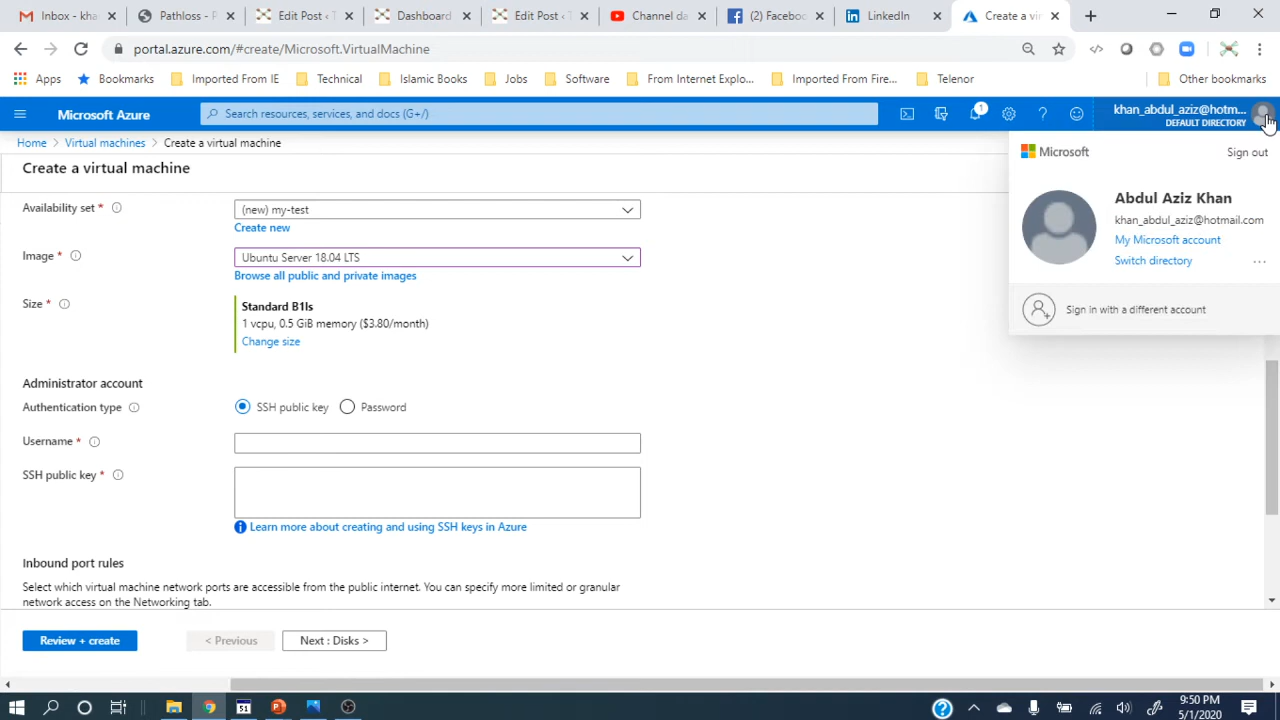 Inbox - kha
Pathloss - P
Edit Post ‹ T
Dashboard
Edit Post ‹ T
Channel da
(2) Faceboo
LinkedIn
Create a vir
portal.azure.com/#create/Microsoft.VirtualMachine
Apps
Bookmarks
Imported From IE
Technical
Islamic Books
Jobs
Software
From Internet Explo...
Imported From Fire...
Telenor
Other bookmarks
Microsoft Azure
Search resources, services, and docs (G+/)
1
khan_abdul_aziz@hotm...
DEFAULT DIRECTORY
Home > Virtual machines > Create a virtual machine
Microsoft
Sign out
Create a virtual machine
Abdul Aziz Khan
khan_abdul_aziz@hotmail.com
My Microsoft account
Switch directory
...
Sign in with a different account
Availability set *
(new) my-test
Create new
Image *
Ubuntu Server 18.04 LTS
Browse all public and private images
Size *
Standard B1ls
1 vcpu, 0.5 GiB memory ($3.80/month)
Change size
Administrator account
Authentication type
SSH public key
Password
Username *
SSH public key *
Learn more about creating and using SSH keys in Azure
Inbound port rules
Select which virtual machine network ports are accessible from the public internet. You can specify more limited or granular
network access on the Networking tab.
Review + create
< Previous
Next : Disks >
31
9:50 PM
5/1/2020